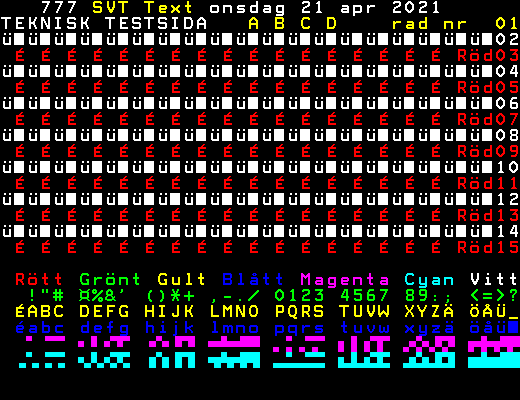 777 SVT Text onsdag 21 apr 2021
TEKNISK TESTSIDA A B C D rad nr 01
ü■ü■ü■ü■ü■ü■ü■ü■ü■ü■ü■ü■ü■ü■ü■ü■ü■ü■ü■02
É É É É É É É É É É É É É É É É É Röd03
ü■ü■ü■ü■ü■ü■ü■ü■ü■ü■ü■ü■ü■ü■ü■ü■ü■ü■ü■04
É É É É É É É É É É É É É É É É É Röd05
ü■ü■ü■ü■ü■ü■ü■ü■ü■ü■ü■ü■ü■ü■ü■ü■ü■ü■ü■06
É É É É É É É É É É É É É É É É É Röd07
ü■ü■ü■ü■ü■ü■ü■ü■ü■ü■ü■ü■ü■ü■ü■ü■ü■ü■ü■08
É É É É É É É É É É É É É É É É É Röd09
ü■ü■ü■ü■ü■ü■ü■ü■ü■ü■ü■ü■ü■ü■ü■ü■ü■ü■ü■10
É É É É É É É É É É É É É É É É É Röd11
ü■ü■ü■ü■ü■ü■ü■ü■ü■ü■ü■ü■ü■ü■ü■ü■ü■ü■ü■12
É É É É É É É É É É É É É É É É É Röd13
ü■ü■ü■ü■ü■ü■ü■ü■ü■ü■ü■ü■ü■ü■ü■ü■ü■ü■ü■14
É É É É É É É É É É É É É É É É É Röd15
Rött Grönt Gult Blått Magenta Cyan Vitt
!"# ¤%&' ()*+ ,-./ 0123 4567 89:; <=>?
ÉABC DEFG HIJK LMNO PQRS TUVW XYZÄ ÖÅÜ_
éabc defg hijk lmno pqrs tuvw xyzä öåü■